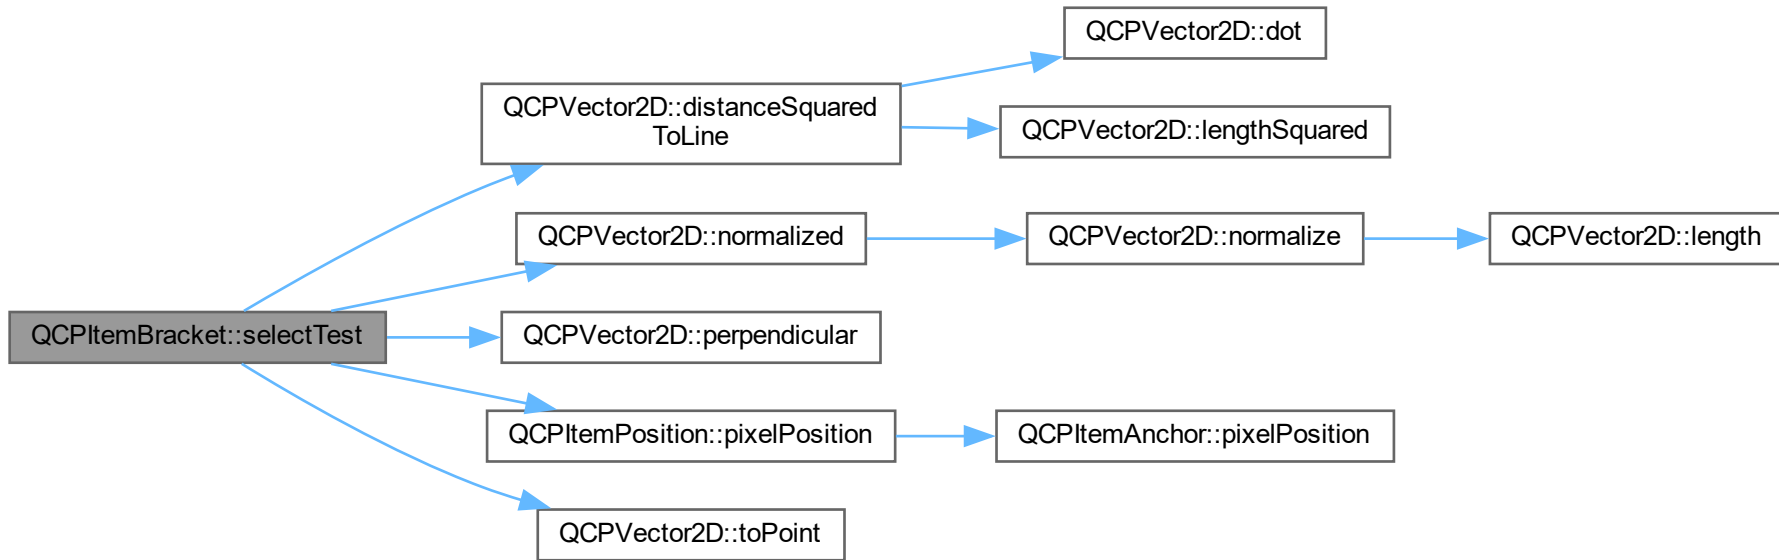 QCPItemBracket::selectTest
QCPVector2D::distanceSquared
ToLine
QCPVector2D::dot
QCPVector2D::lengthSquared
QCPVector2D::normalized
QCPVector2D::normalize
QCPVector2D::length
QCPVector2D::perpendicular
QCPItemPosition::pixelPosition
QCPItemAnchor::pixelPosition
QCPVector2D::toPoint